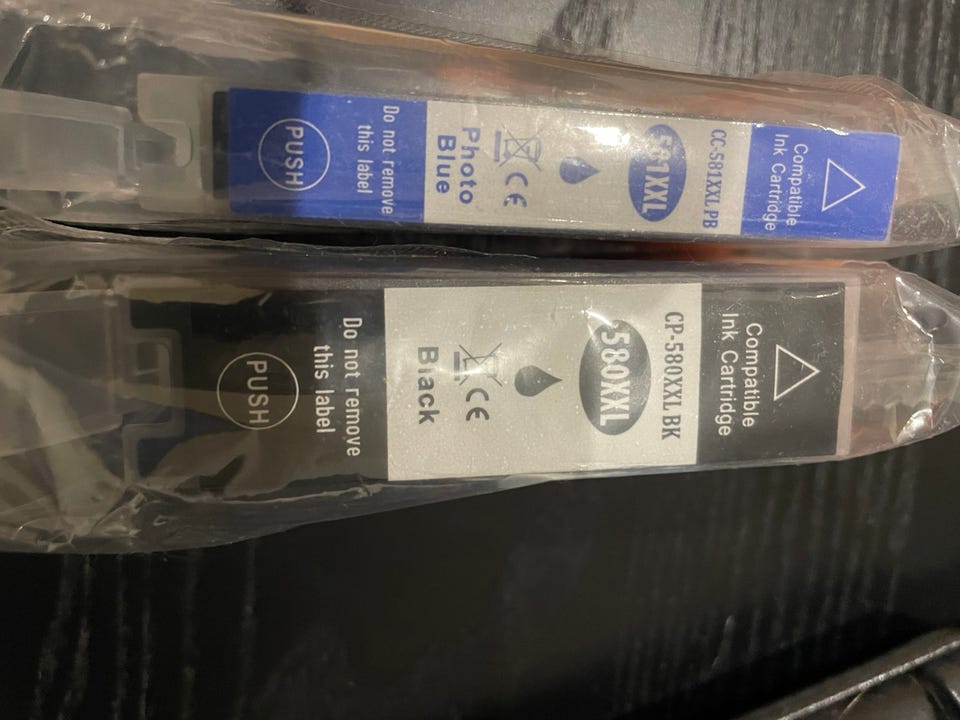 Compatible
Ink Cartridge
CC-581XXL PB
581XXL
CE
Photo
Blue
Do not remove
this label
PUSH
Compatible
Ink Cartridge
CP-580XXL BK
580XXL
CE
Black
Do not remove
this label
PUSH